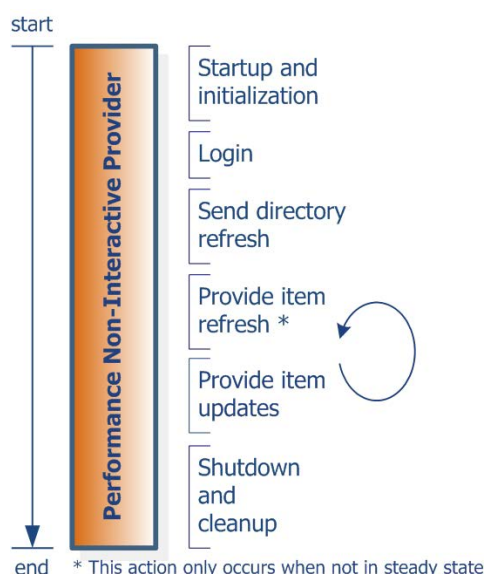 start
Performance Non-Interactive Provider
Startup and
initialization
Login
Send directory
refresh
Provide item
refresh *
Provide item
updates
Shutdown
and
cleanup
end
* This action only occurs when not in steady state